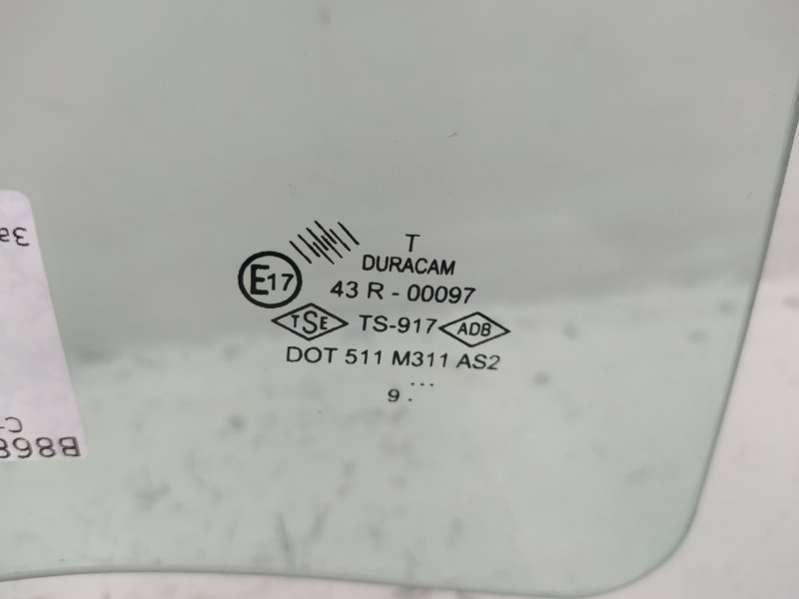 T
DURACAM
E17
43 R - 00097
TSE TS-917 ADB
DOT 511 M311 AS2
...
9 .